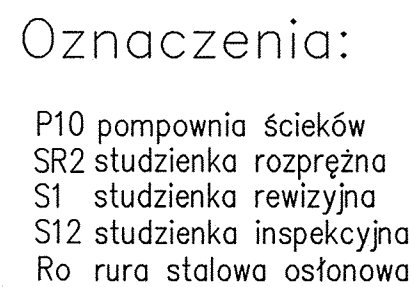 Oznaczenia:
P10 pompownia ścieków
SR2 studzienka rozprężna
S1 studzienka rewizyjna
S12 studzienka inspekcyjna
Ro rura stalowa osłonowa